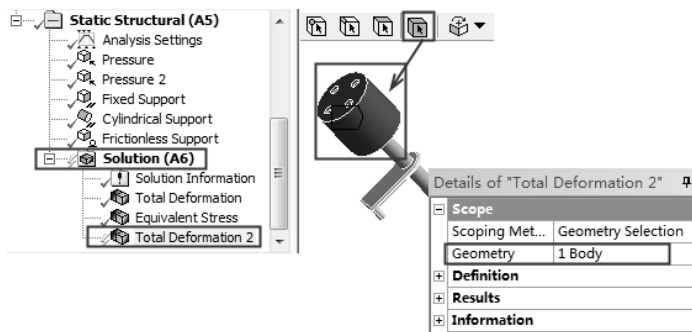 Static Structural (A5)
Analysis Settings
Pressure
Pressure 2
Fixed Support
Cylindrical Support
Frictionless Support
Solution (A6)
Solution Information
Total Deformation
Equivalent Stress
Total Deformation 2
Details of "Total Deformation 2"
Scope
Scoping Met... Geometry Selection
Geometry 1 Body
Definition
Results
Information